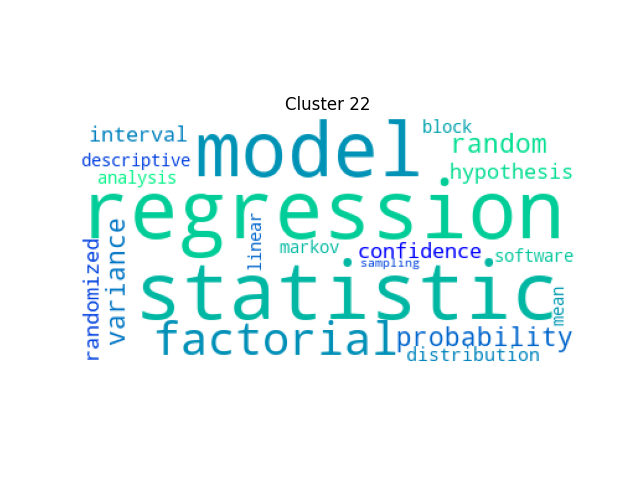 Cluster 22
interval
model
block
random
descriptive
analysis
hypothesis
regression
randomized
variance
linear
markov
confidence
sampling
software
statistic
mean
factorial
probability
distribution